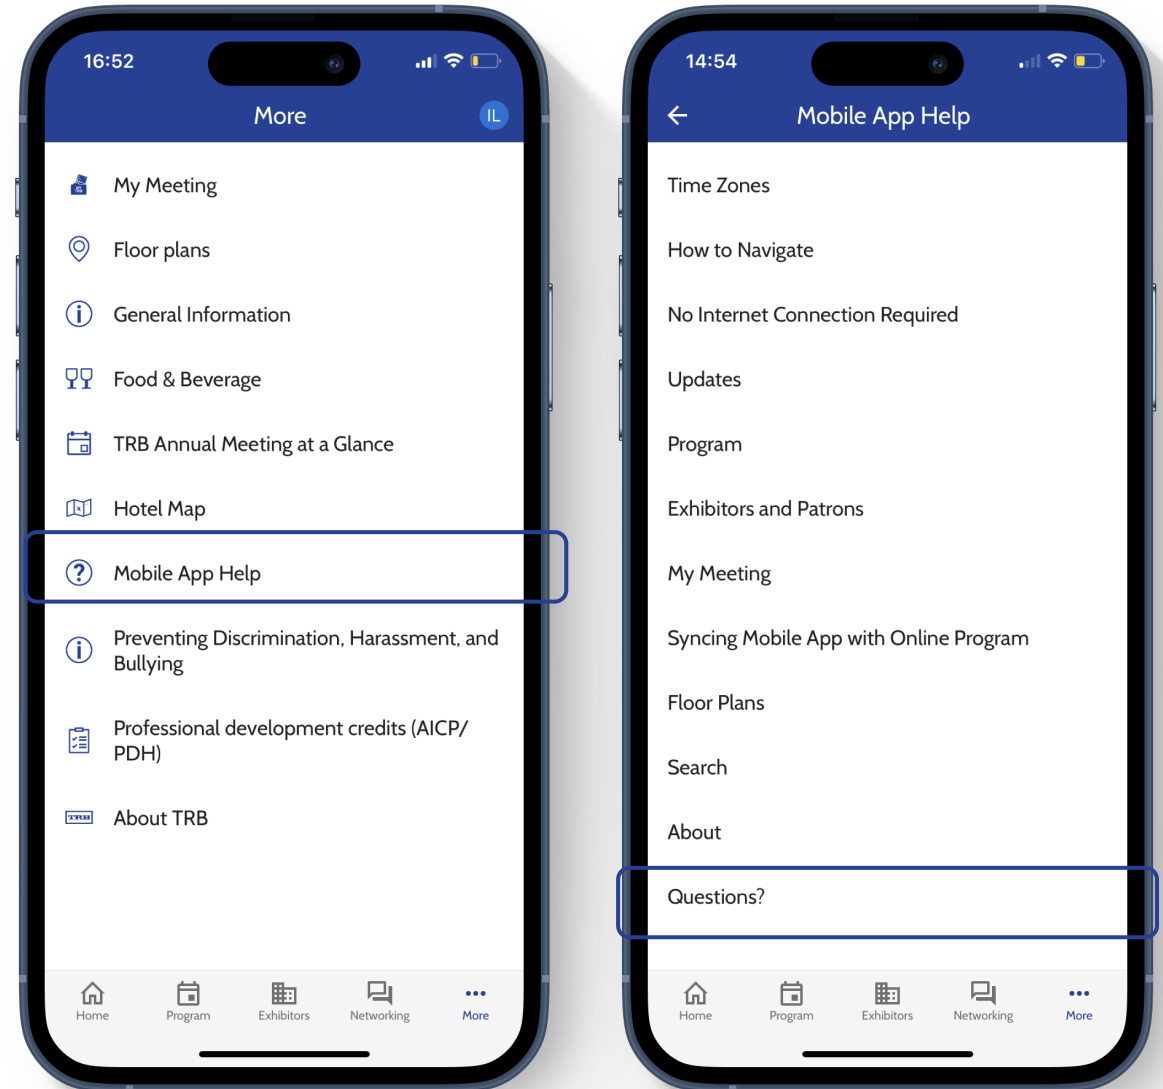 16:52
More
IL
My Meeting
Floor plans
General Information
Food & Beverage
TRB Annual Meeting at a Glance
Hotel Map
Mobile App Help
Preventing Discrimination, Harassment, and
Bullying
Professional development credits (AICP/
PDH)
TRB
About TRB
Home
Program
Exhibitors
Networking
More
14:54
Mobile App Help
Time Zones
How to Navigate
No Internet Connection Required
Updates
Program
Exhibitors and Patrons
My Meeting
Syncing Mobile App with Online Program
Floor Plans
Search
About
Questions?
Home
Program
Exhibitors
Networking
More